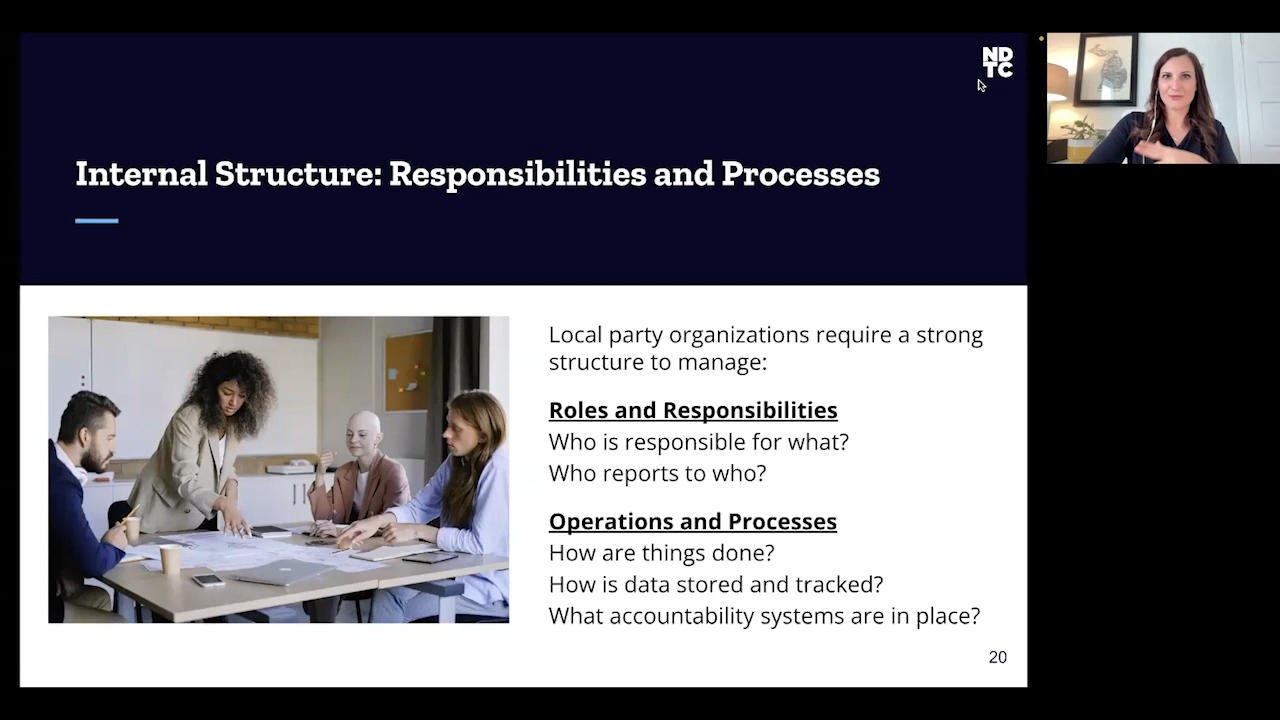 ND
TC
Internal Structure: Responsibilities and Processes
Local party organizations require a strong
structure to manage:
Roles and Responsibilities
Who is responsible for what?
Who reports to who?
Operations and Processes
How are things done?
How is data stored and tracked?
What accountability systems are in place?
20